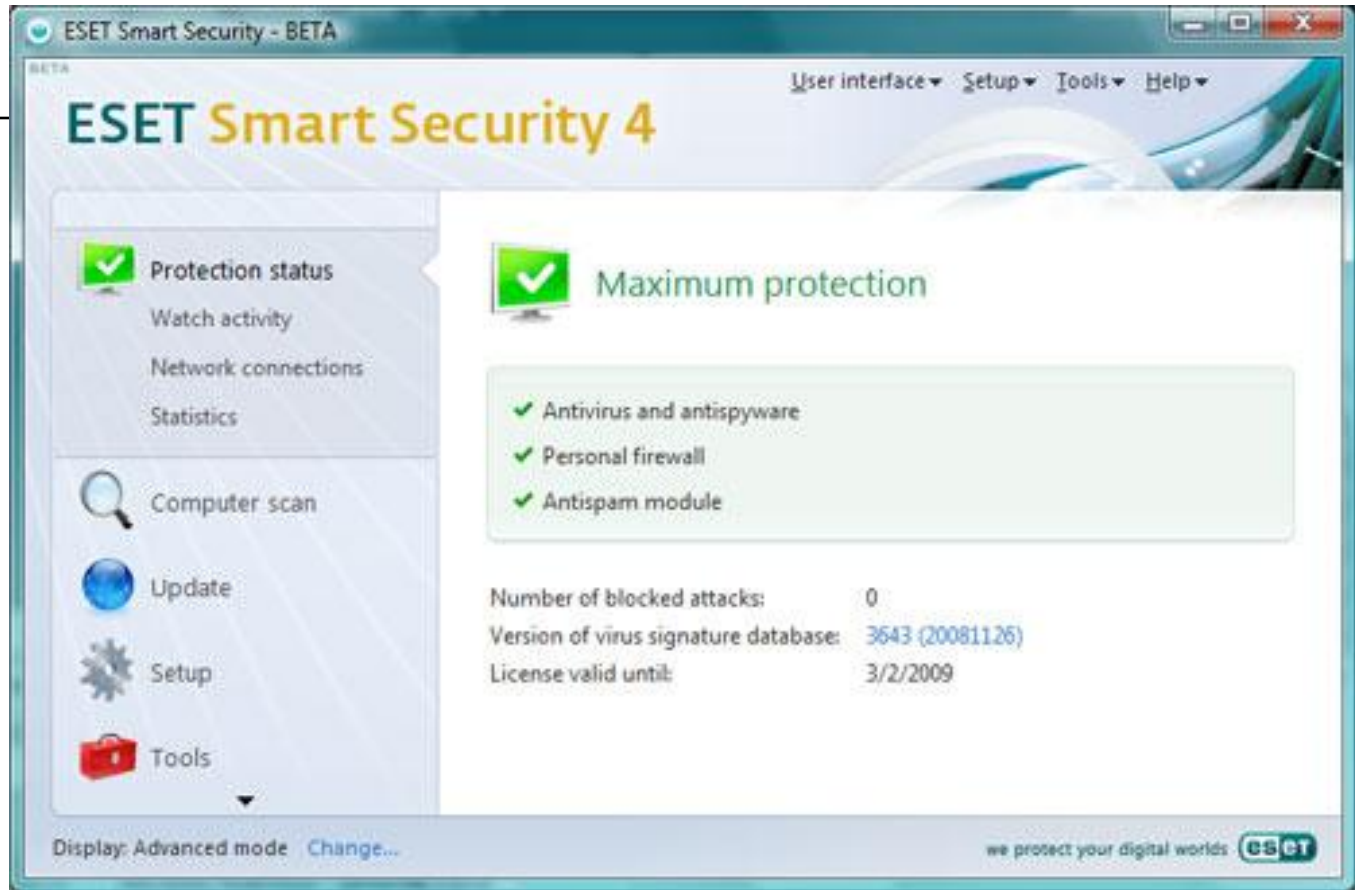 ESET Smart Security - BETA
BETA
User interface Setup Tools Help
ESET Smart Security 4
Protection status
Watch activity
Network connections
Statistics
Computer scan
Update
Setup
Tools
Maximum protection
Antivirus and antispyware
Personal firewall
Antispam module
Number of blocked attacks: 0
Version of virus signature database: 3643 (20081126)
License valid until: 3/2/2009
Display: Advanced mode Change...
we protect your digital worlds eseT